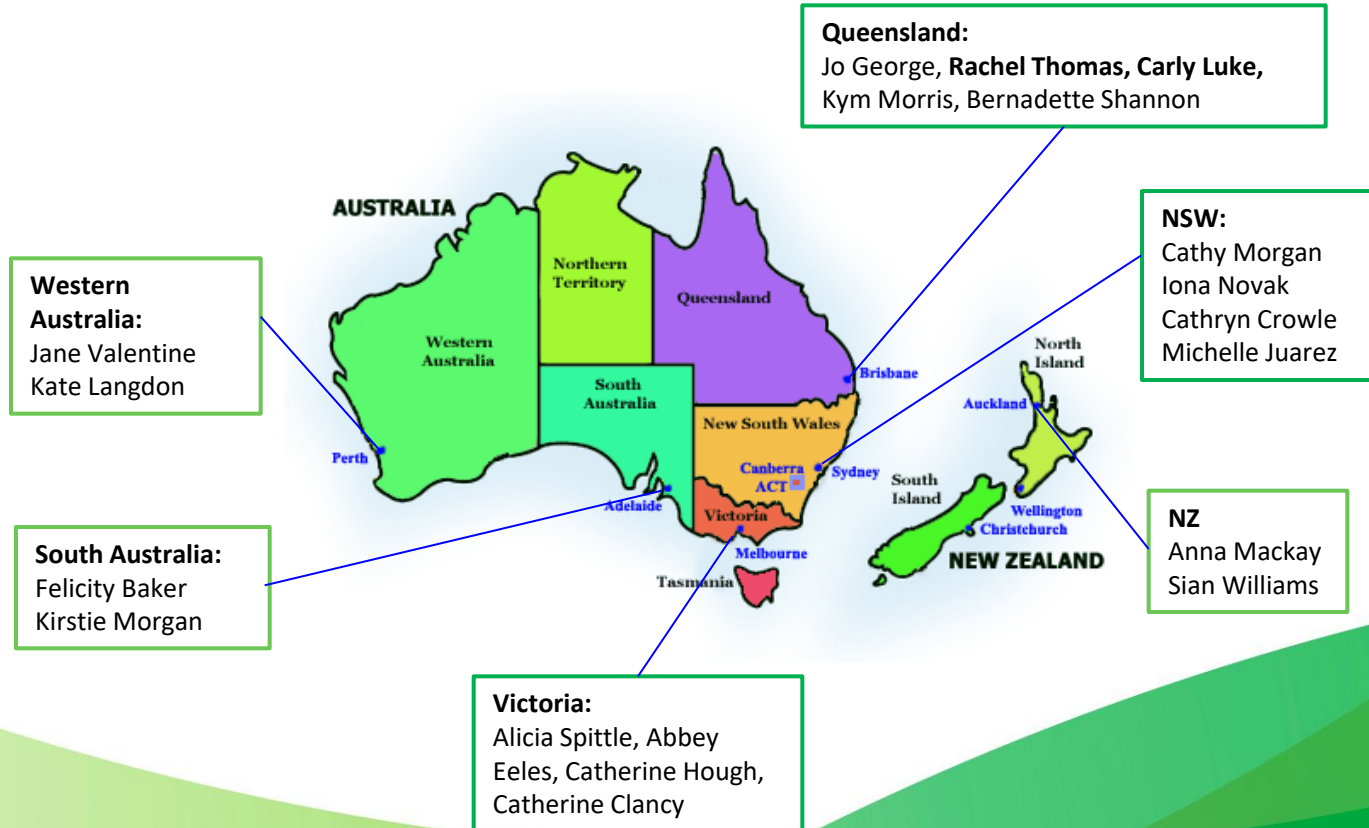 Queensland:
Jo George, Rachel Thomas, Carly Luke,
Kym Morris, Bernadette Shannon
AUSTRALIA
NSW:
Cathy Morgan
Iona Novak
Cathryn Crowle
Michelle Juarez
Western
Australia:
Jane Valentine
Kate Langdon
Northern
Territory
Queensland
Western
Australia
South
Australia
Brisbane
North
Island
Auckland
New South Wales
Perth
Canberra
ACT
Sydney
South
Island
Adelaide
Victoria
Melbourne
Wellington
Christchurch
NEW ZEALAND
Tasmania
South Australia:
Felicity Baker
Kirstie Morgan
NZ
Anna Mackay
Sian Williams
Victoria:
Alicia Spittle, Abbey
Eeles, Catherine Hough,
Catherine Clancy